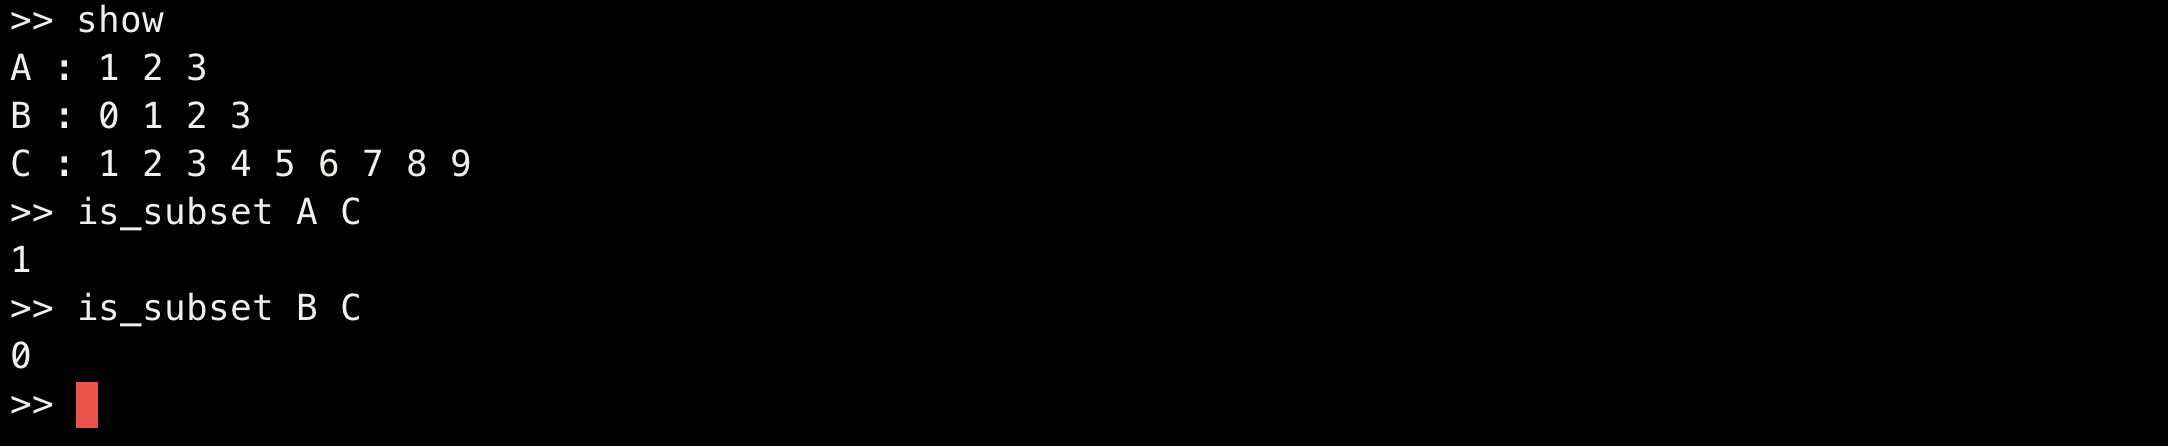 >> show
A : 1 2 3
B : 0 1 2 3
C : 1 2 3 4 5 6 7 8 9
>> is_subset A C
1
>> is_subset B C
0
>>